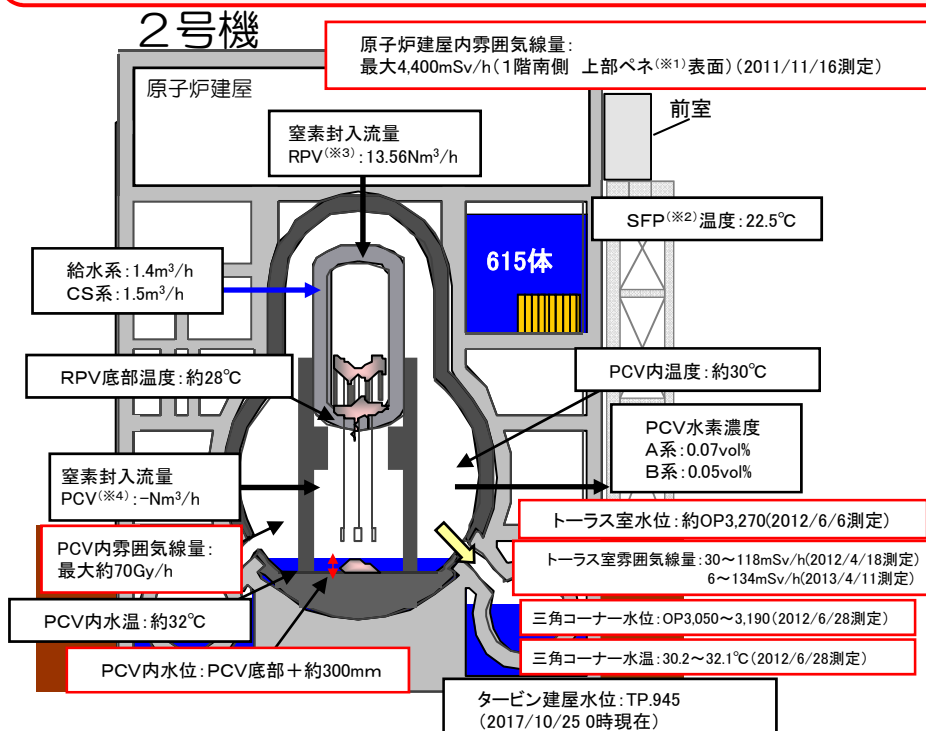 2号機
原子炉建屋内雰囲気線量:
最大4,400mSv/h(1階南側 上部ペネ(※1)表面)(2011/11/16測定)
原子炉建屋
前室
窒素封入流量
RPV(※3):13.56Nm³/h
SFP(※2)温度:22.5℃
615体
給水系:1.4m³/h
CS系:1.5m³/h
RPV底部温度:約28℃
PCV内温度:約30℃
PCV水素濃度
A系:0.07vol%
B系:0.05vol%
窒素封入流量
PCV(※4):-Nm³/h
トーラス室水位:約OP3,270(2012/6/6測定)
PCV内雰囲気線量:
最大約70Gy/h
トーラス室雰囲気線量:30~118mSv/h(2012/4/18測定)
6~134mSv/h(2013/4/11測定)
PCV内水温:約32℃
三角コーナー水位:OP3,050~3,190(2012/6/28測定)
三角コーナー水温:30.2~32.1℃(2012/6/28測定)
PCV内水位:PCV底部+約300mm
タービン建屋水位:TP.945
(2017/10/25 0時現在)